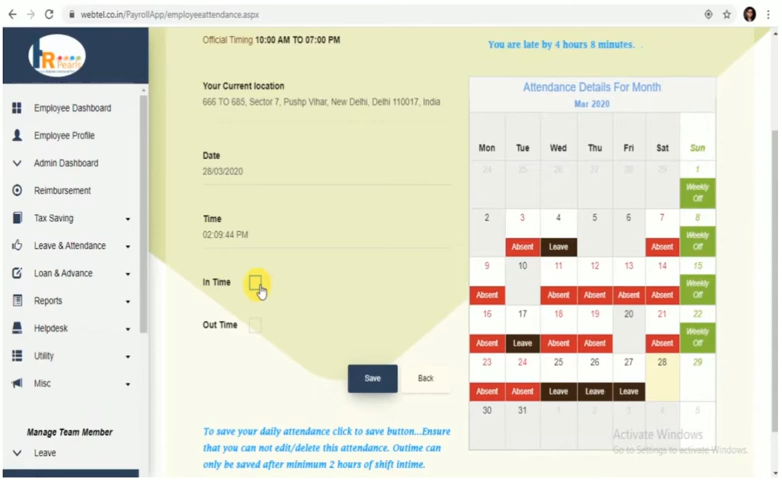 webtel.co.in/PayrollApp/employeeattendance.aspx
HR
Pearls
Employee Dashboard
Employee Profile
Admin Dashboard
Reimbursement
Tax Saving
Leave & Attendance
Loan & Advance
Reports
Helpdesk
Utility
Misc
Manage Team Member
Leave
Official Timing 10:00 AM TO 07:00 PM
Your Current location
666 TO 685, Sector 7, Pushp Vihar, New Delhi, Delhi 110017, India
Date
28/03/2020
Time
02:09:44 PM
In Time
Out Time
Save Back
To save your daily attendance click to save button...Ensure
that you can not edit/delete this attendance. Outime can
only be saved after minimum 2 hours of shift intime.
You are late by 4 hours 8 minutes. .
Attendance Details For Month
Mar 2020
Mon Tue Wed Thu Fri Sat Sun
24 25 26 27 28 29 1
Weekly
Off
2 3 4 5 6 7 8
Absent Leave Absent Weekly
Off
9 10 11 12 13 14 15
Absent Absent Absent Absent Absent Weekly
Off
16 17 18 19 20 21 22
Absent Leave Absent Absent Absent Weekly
Off
23 24 25 26 27 28 29
Absent Absent Leave Leave Leave
30 31 1 2 3 4 5
Activate Windows
Go to Settings to activate Windows.